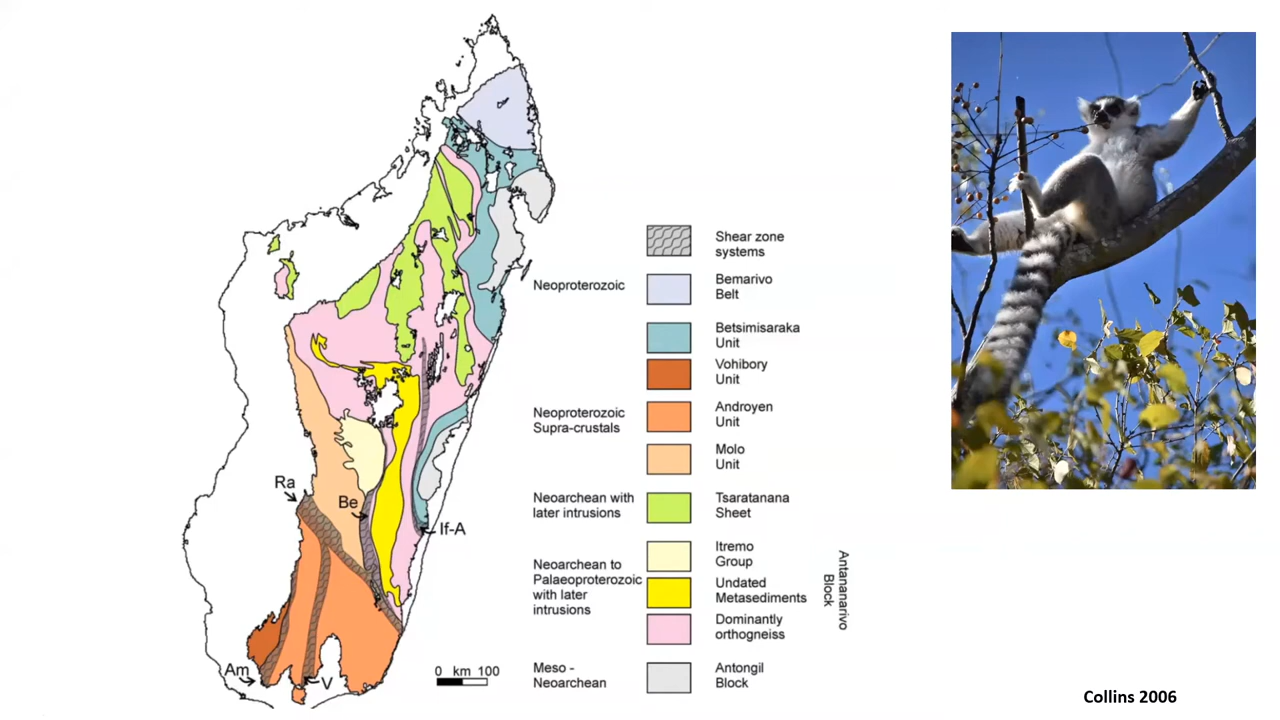 Shear zone
systems
Neoproterozoic
Bemarivo
Belt
Betsimisaraka
Unit
Vohibory
Unit
Neoproterozoic
Supra-crustals
Androyen
Unit
Molo
Unit
Neoarchean with
later intrusions
Tsaratanana
Sheet
Neoarchean to
Palaeoproterozoic
with later
intrusions
Itremo
Group
Undated
Metasediments
Dominantly
orthogneiss
Antananarivo
Block
Meso -
Neoarchean
Antongil
Block
Ra
Be
If-A
Am
V
0 km 100
Collins 2006